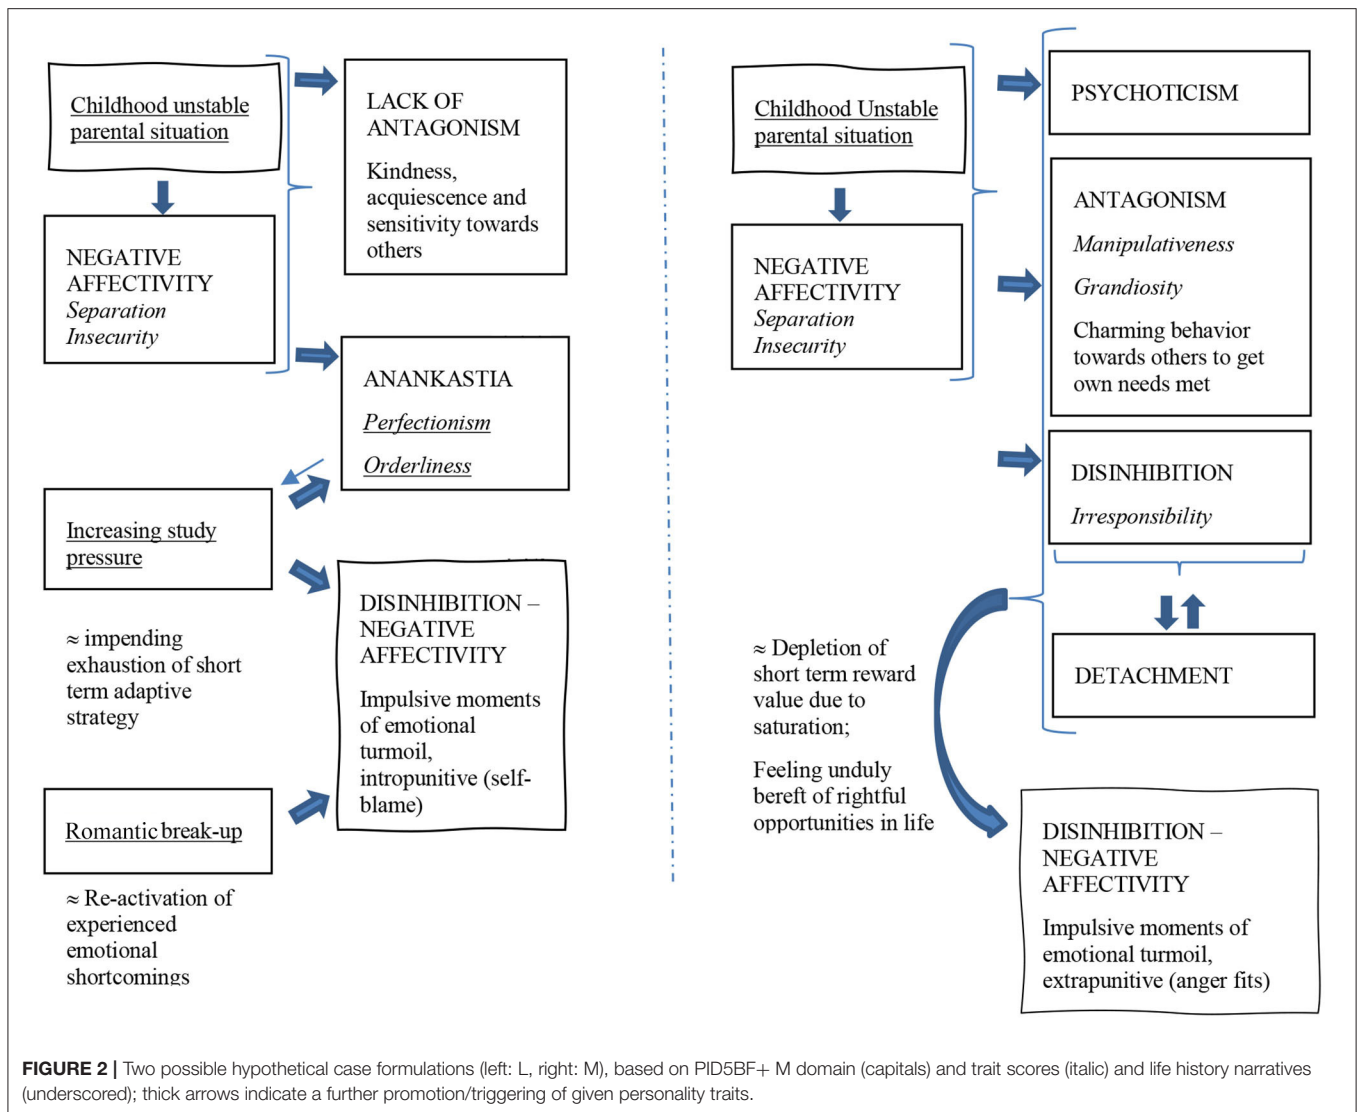 Childhood unstable
parental situation
NEGATIVE
AFFECTIVITY
Separation
Insecurity
LACK OF
ANTAGONISM
Kindness,
acquiescence and
sensitivity towards
others
ANANKASTIA
Perfectionism
Orderliness
Increasing study
pressure
≈ impending
exhaustion of short
term adaptive
strategy
DISINHIBITION –
NEGATIVE
AFFECTIVITY
Impulsive moments
of emotional
turmoil,
intropunitive (self-
blame)
Romantic break-up
≈ Re-activation of
experienced
emotional
shortcomings
Childhood Unstable
parental situation
NEGATIVE
AFFECTIVITY
Separation
Insecurity
PSYCHOTICISM
ANTAGONISM
Manipulativeness
Grandiosity
Charming behavior
towards others to get
own needs met
DISINHIBITION
Irresponsibility
DETACHMENT
≈ Depletion of
short term reward
value due to
saturation;
Feeling unduly
bereft of rightful
opportunities in life
DISINHIBITION –
NEGATIVE
AFFECTIVITY
Impulsive moments of
emotional turmoil,
extrapunitive (anger fits)
FIGURE 2 | Two possible hypothetical case formulations (left: L, right: M), based on PID5BF+ M domain (capitals) and trait scores (italic) and life history narratives
(underscored); thick arrows indicate a further promotion/triggering of given personality traits.